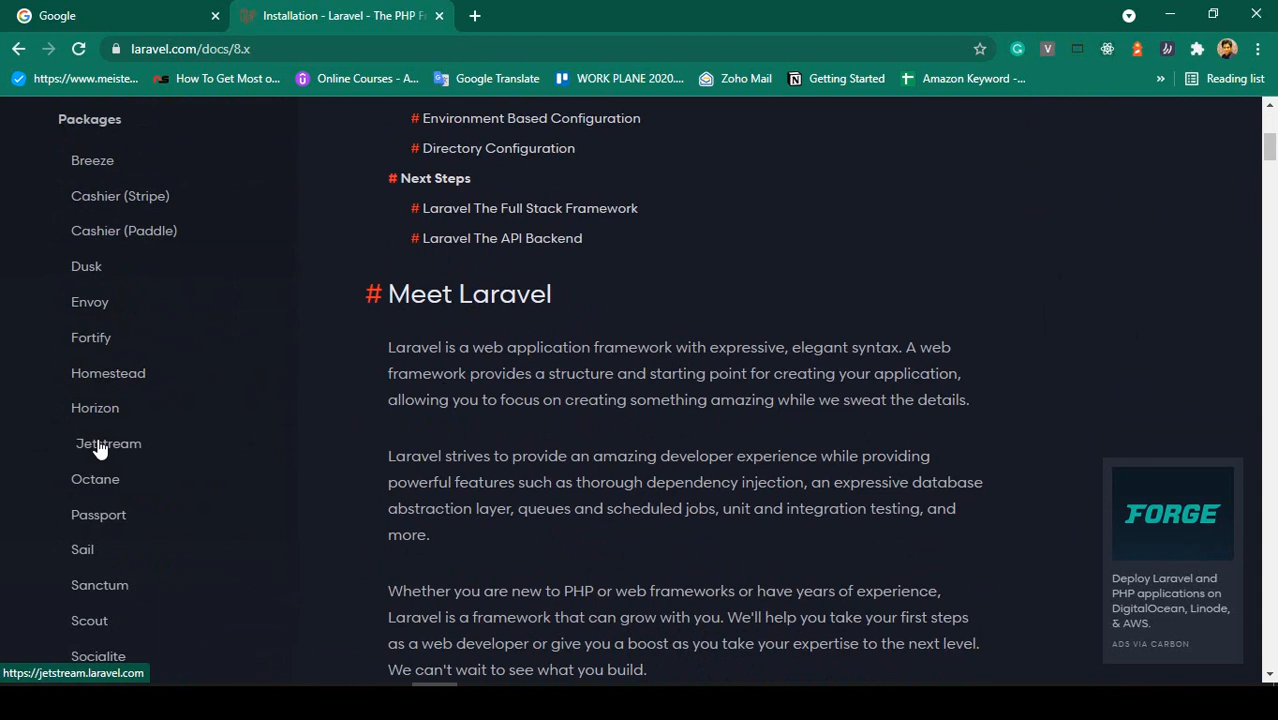 Google
Installation - Laravel - The PHP F
laravel.com/docs/8.x
https://www.meiste...
How To Get Most o...
Online Courses - A...
Google Translate
WORK PLANE 2020....
Zoho Mail
Getting Started
Amazon Keyword -...
»
Reading list
Packages
Breeze
Cashier (Stripe)
Cashier (Paddle)
Dusk
Envoy
Fortify
Homestead
Horizon
Jetstream
Octane
Passport
Sail
Sanctum
Scout
Socialite
https://jetstream.laravel.com
# Environment Based Configuration
# Directory Configuration
# Next Steps
# Laravel The Full Stack Framework
# Laravel The API Backend
# Meet Laravel
Laravel is a web application framework with expressive, elegant syntax. A web
framework provides a structure and starting point for creating your application,
allowing you to focus on creating something amazing while we sweat the details.
Laravel strives to provide an amazing developer experience while providing
powerful features such as thorough dependency injection, an expressive database
abstraction layer, queues and scheduled jobs, unit and integration testing, and
more.
Whether you are new to PHP or web frameworks or have years of experience,
Laravel is a framework that can grow with you. We'll help you take your first steps
as a web developer or give you a boost as you take your expertise to the next level.
We can't wait to see what you build.
FORGE
Deploy Laravel and
PHP applications on
DigitalOcean, Linode,
& AWS.
ADS VIA CARBON